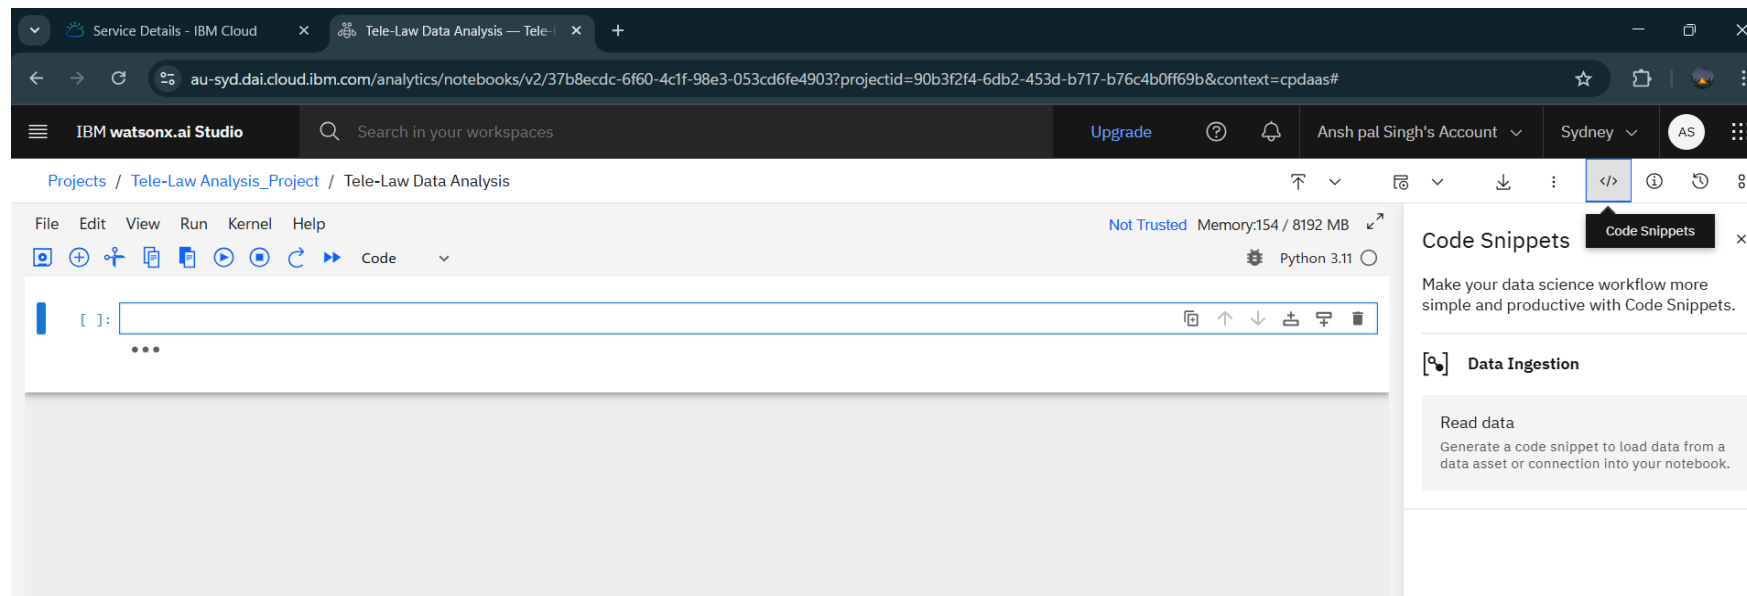 Service Details - IBM Cloud
Tele-Law Data Analysis — Tele-
au-syd.dai.cloud.ibm.com/analytics/notebooks/v2/37b8ecdc-6f60-4c1f-98e3-053cd6fe4903?projectid=90b3f2f4-6db2-453d-b717-b76c4b0ff69b&context=cpdaas#
IBM watsonx.ai Studio
Search in your workspaces
Upgrade
Ansh pal Singh's Account
Sydney
AS
Projects / Tele-Law Analysis_Project / Tele-Law Data Analysis
File Edit View Run Kernel Help
Not Trusted Memory:154 / 8192 MB
Code
Python 3.11
[ ]:
Code Snippets
Code Snippets
Make your data science workflow more
simple and productive with Code Snippets.
Data Ingestion
Read data
Generate a code snippet to load data from a
data asset or connection into your notebook.